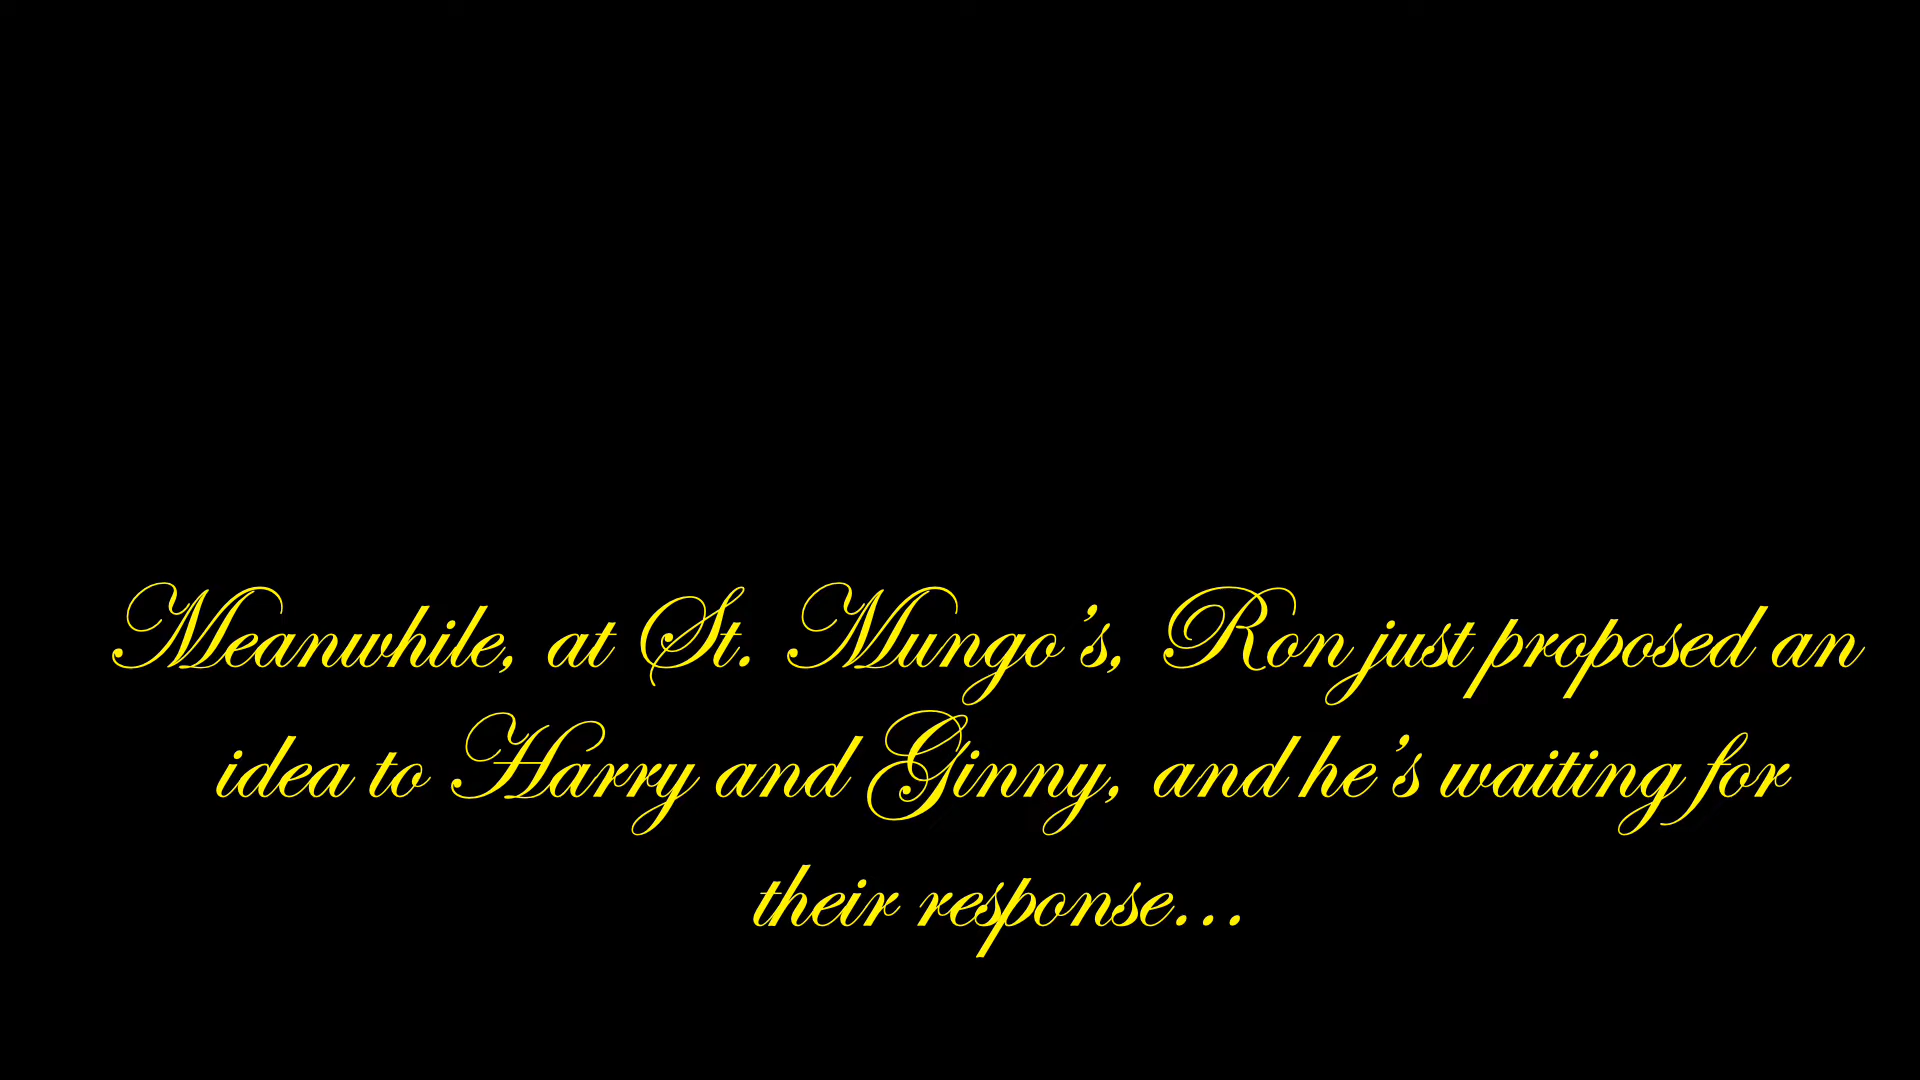 Meanwhile, at St. Mungo's, Ron just proposed an
idea to Harry and Ginny, and he's waiting for
their response...